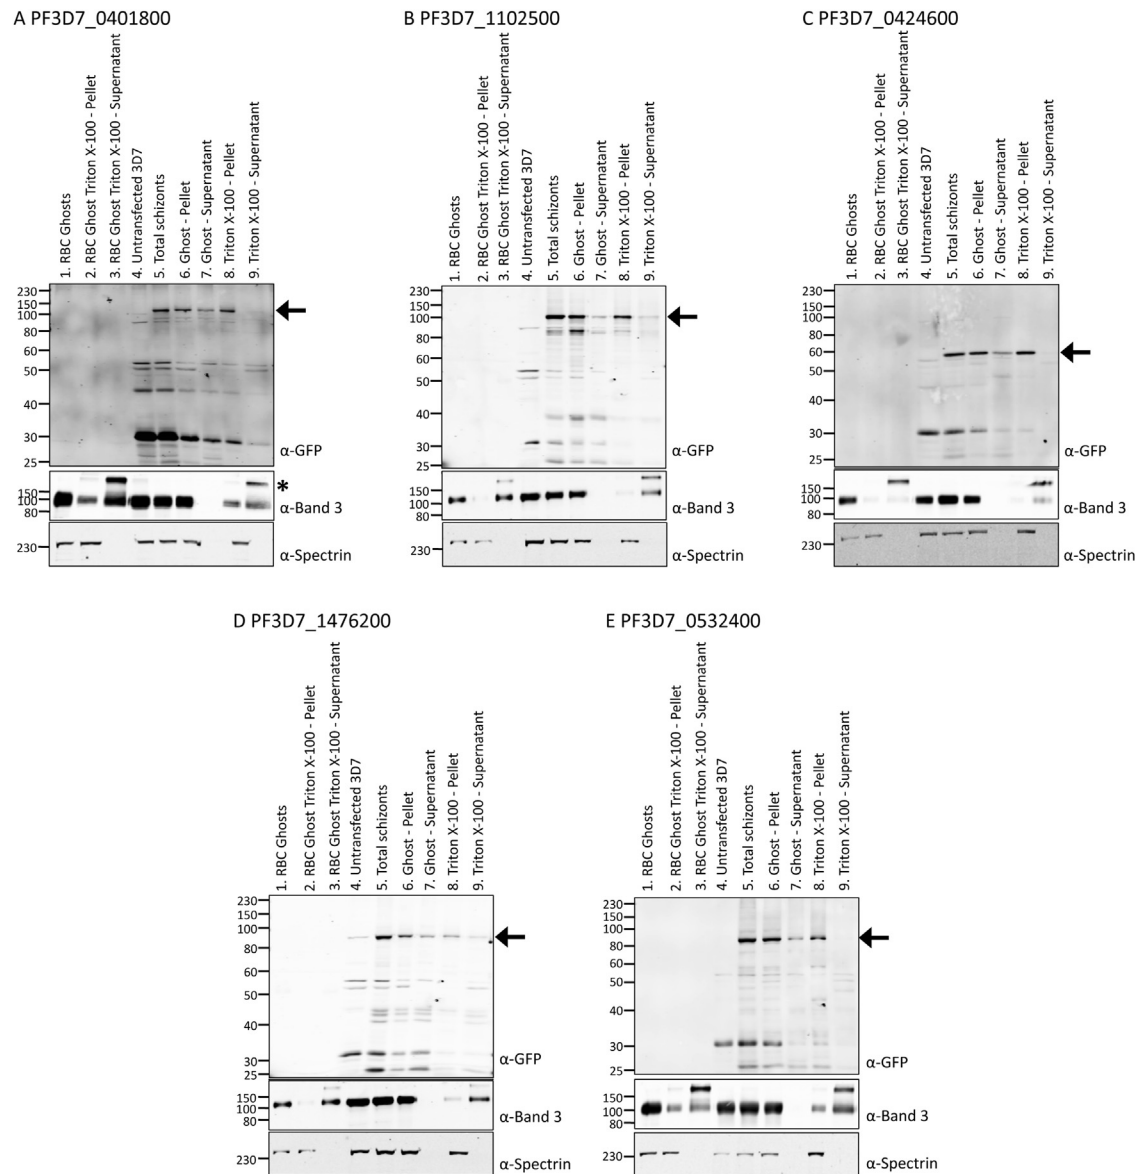 A PF3D7_0401800
1. RBC Ghosts
2. RBC Ghost Triton X-100 - Pellet
3. RBC Ghost Triton X-100 - Supernatant
4. Untransfected 3D7
5. Total schizonts
6. Ghost - Pellet
7. Ghost - Supernatant
8. Triton X-100 - Pellet
9. Triton X-100 - Supernatant
230
150
100
80
60
50
40
30
25
α-GFP
150
100
80
*
α-Band 3
230
α-Spectrin
B PF3D7_1102500
1. RBC Ghosts
2. RBC Ghost Triton X-100 - Pellet
3. RBC Ghost Triton X-100 - Supernatant
4. Untransfected 3D7
5. Total schizonts
6. Ghost - Pellet
7. Ghost - Supernatant
8. Triton X-100 - Pellet
9. Triton X-100 - Supernatant
230
150
100
80
60
50
40
30
25
α-GFP
150
100
80
α-Band 3
230
α-Spectrin
C PF3D7_0424600
1. RBC Ghosts
2. RBC Ghost Triton X-100 - Pellet
3. RBC Ghost Triton X-100 - Supernatant
4. Untransfected 3D7
5. Total schizonts
6. Ghost - Pellet
7. Ghost - Supernatant
8. Triton X-100 - Pellet
9. Triton X-100 - Supernatant
230
150
100
80
60
50
40
30
25
α-GFP
150
100
80
α-Band 3
230
α-Spectrin
D PF3D7_1476200
1. RBC Ghosts
2. RBC Ghost Triton X-100 - Pellet
3. RBC Ghost Triton X-100 - Supernatant
4. Untransfected 3D7
5. Total schizonts
6. Ghost - Pellet
7. Ghost - Supernatant
8. Triton X-100 - Pellet
9. Triton X-100 - Supernatant
230
150
100
80
60
50
40
30
25
α-GFP
150
100
80
α-Band 3
230
α-Spectrin
E PF3D7_0532400
1. RBC Ghosts
2. RBC Ghost Triton X-100 - Pellet
3. RBC Ghost Triton X-100 - Supernatant
4. Untransfected 3D7
5. Total schizonts
6. Ghost - Pellet
7. Ghost - Supernatant
8. Triton X-100 - Pellet
9. Triton X-100 - Supernatant
230
150
100
80
60
50
40
30
25
α-GFP
150
100
80
α-Band 3
230
α-Spectrin